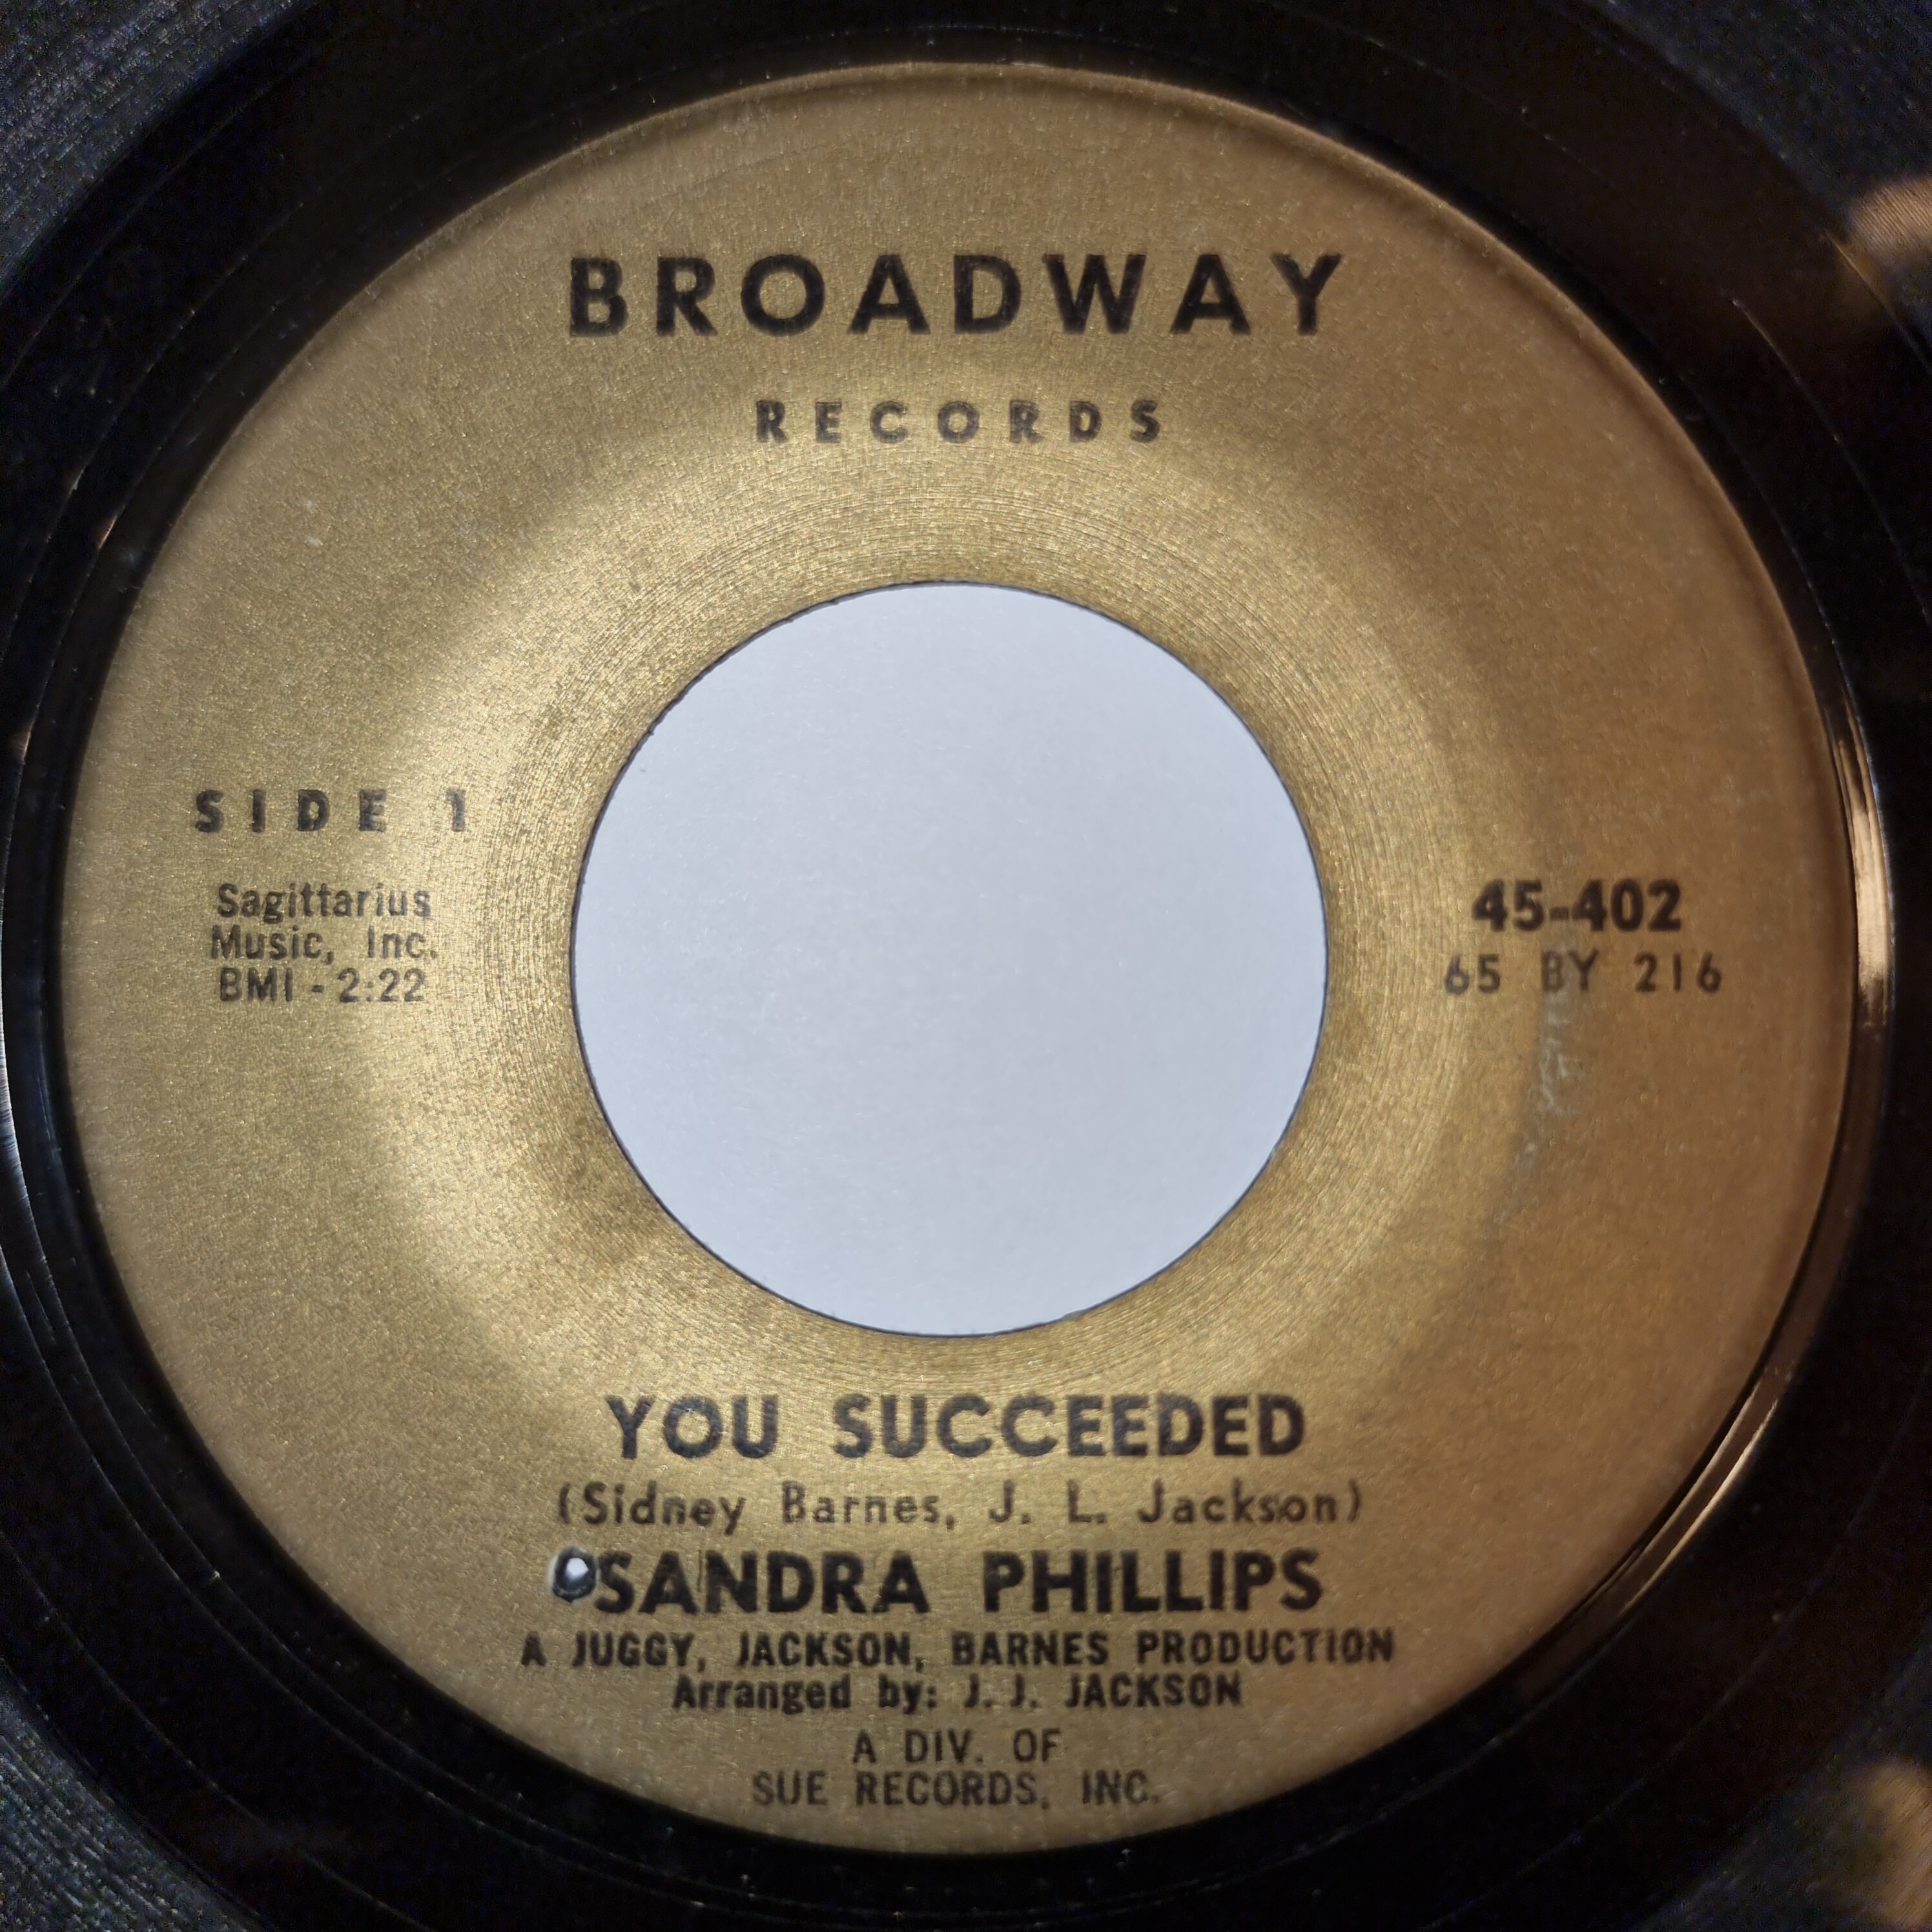 BROADWAY
RECORDS
SIDE 1
Sagittarius
Music, Inc.
BMI - 2:22
45-402
65 BY 216
YOU SUCCEEDED
(Sidney Barnes, J. L. Jackson)
SANDRA PHILLIPS
A JUGGY, JACKSON, BARNES PRODUCTION
Arranged by: J. J. JACKSON
A DIV. OF
SUE RECORDS, INC.